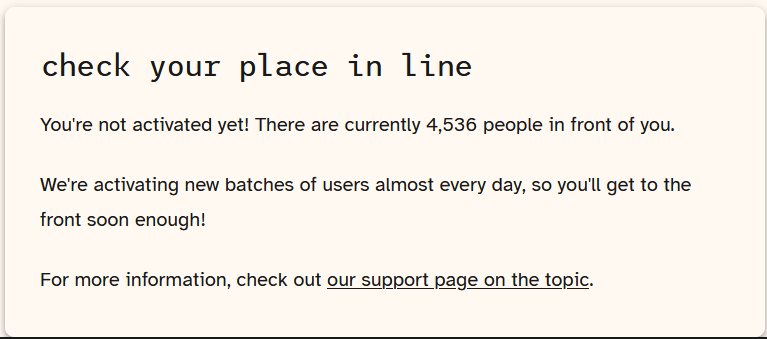 check your place in line
You're not activated yet! There are currently 4,536 people in front of you.
We're activating new batches of users almost every day, so you'll get to the
front soon enough!
For more information, check out our support page on the topic.